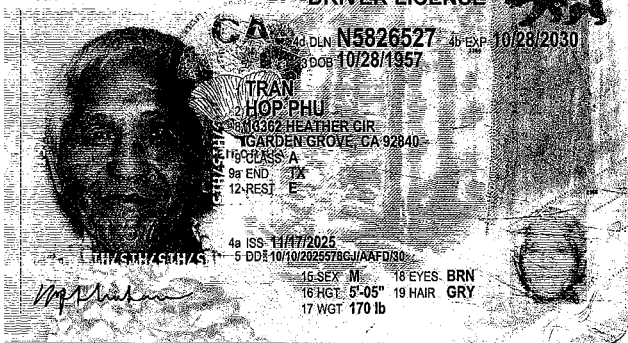 DRIVER LICENSE
CA
4d DLN N5826527 4b EXP 10/28/2030
3 DOB 10/28/1957
TRAN
2 HOP PHU
HEATHER CIR
GARDEN GROVE, CA 92840
9 CLASS A
9a END TX
12 REST E
4a ISS 11/17/2025
5 DD 10/10/2025578GJ/AAFD/30
15 SEX M 18 EYES BRN
16 HGT 5'-05" 19 HAIR GRY
17 WGT 170 lb